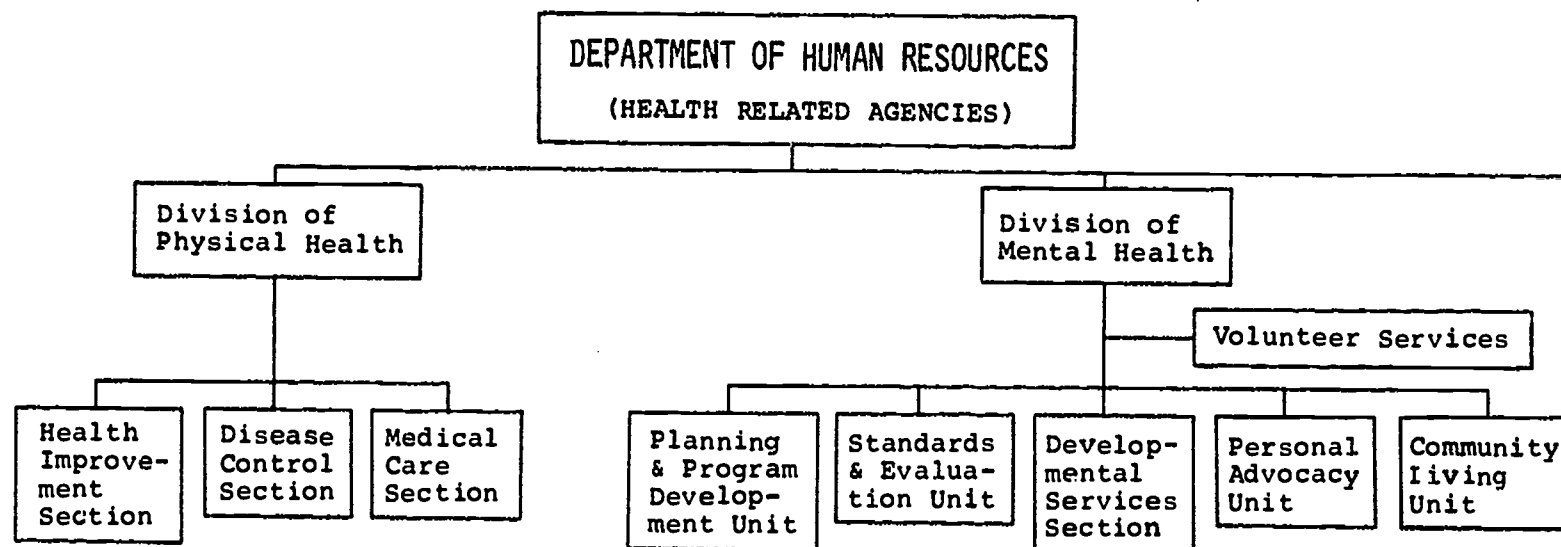 DEPARTMENT OF HUMAN RESOURCES
(HEALTH RELATED AGENCIES)
Division of
Physical Health
Division of
Mental Health
Volunteer Services
Health
Improve-
ment
Section
Disease
Control
Section
Medical
Care
Section
Planning
& Program
Develop-
ment Unit
Standards
& Evalua-
tion Unit
Develop-
mental
Services
Section
Personal
Advocacy
Unit
Community
Iiving
Unit